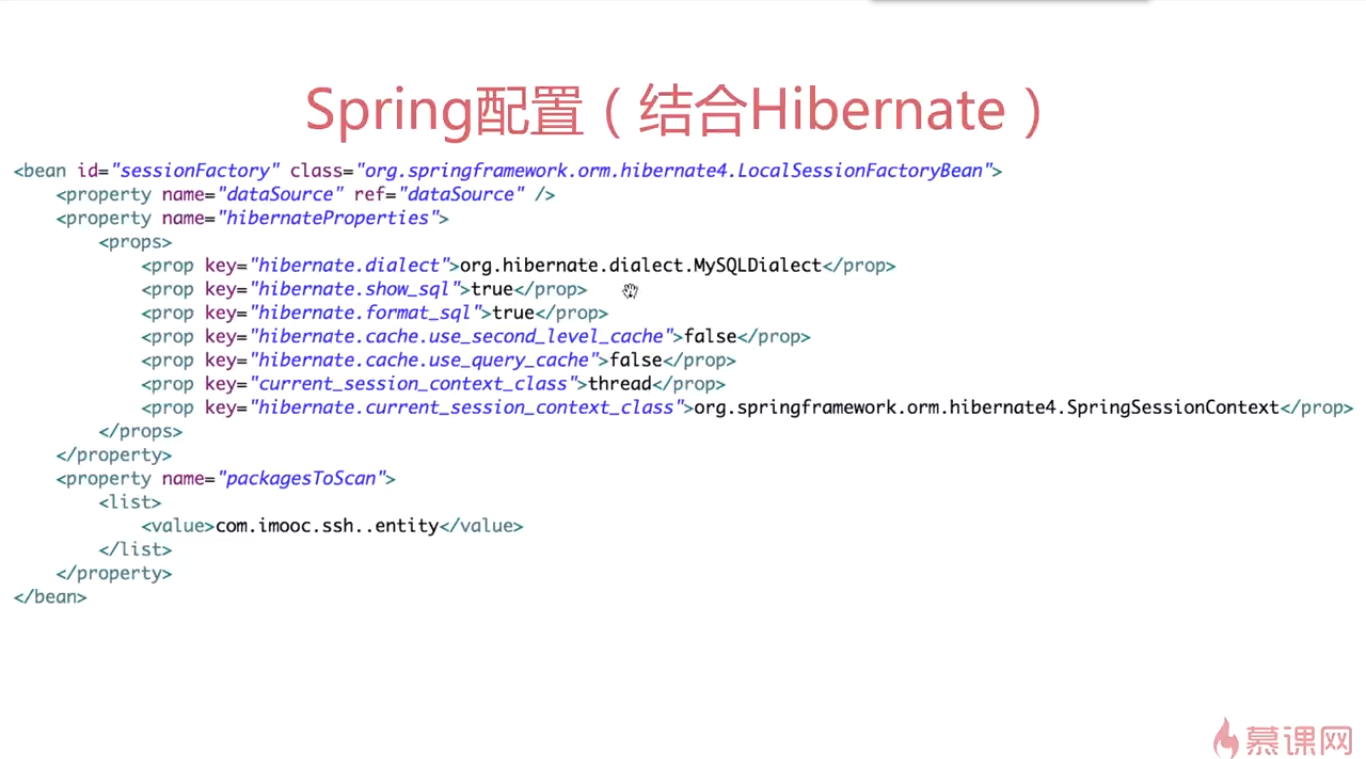 Spring配置（结合Hibernate）
<bean id="sessionFactory" class="org.springframework.orm.hibernate4.LocalSessionFactoryBean">
<property name="dataSource" ref="dataSource" />
<property name="hibernateProperties">
<props>
<prop key="hibernate.dialect">org.hibernate.dialect.MySQLDialect</prop>
<prop key="hibernate.show_sql">true</prop>
<prop key="hibernate.format_sql">true</prop>
<prop key="hibernate.cache.use_second_level_cache">false</prop>
<prop key="hibernate.cache.use_query_cache">false</prop>
<prop key="current_session_context_class">thread</prop>
<prop key="hibernate.current_session_context_class">org.springframework.orm.hibernate4.SpringSessionContext</prop>
</props>
</property>
<property name="packagesToScan">
<list>
<value>com.imooc.ssh..entity</value>
</list>
</property>
</bean>
慕课网